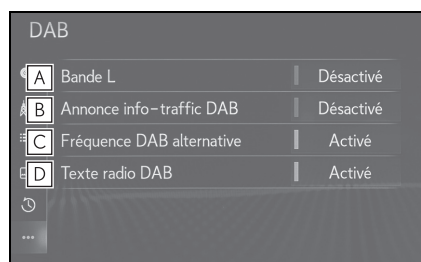 DAB
A Bande L Désactivé
B Annonce info-traffic DAB Désactivé
C Fréquence DAB alternative Activé
D Texte radio DAB Activé